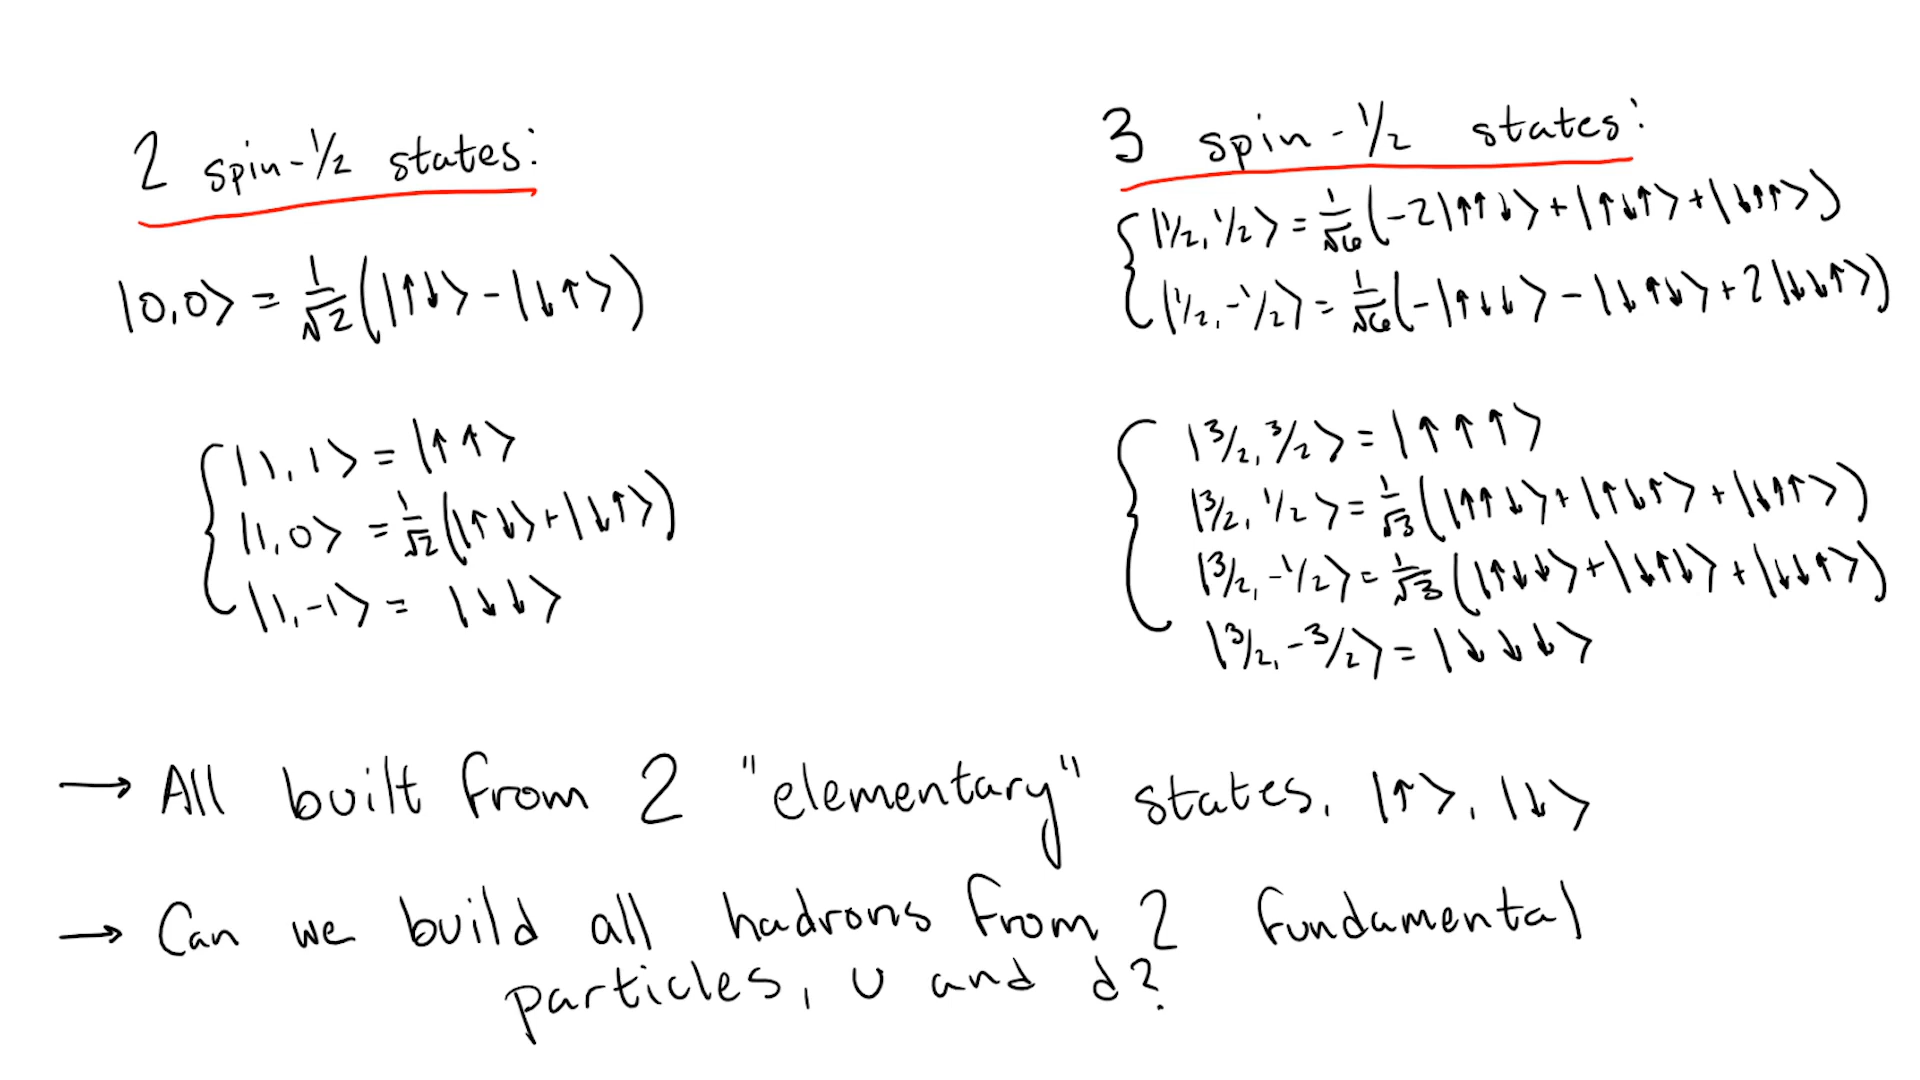 2 spin-1/2 states:
|0,0⟩ = 1/√2 (|↑↓⟩ - |↓↑⟩)
|1,1⟩ = |↑↑⟩
|1,0⟩ = 1/√2 (|↑↓⟩ + |↓↑⟩)
|1,-1⟩ = |↓↓⟩
3 spin-1/2 states:
|1/2, 1/2⟩ = 1/√6 (-2|↑↑↓⟩ + |↑↓↑⟩ + |↓↑↑⟩)
|1/2, -1/2⟩ = 1/√6 (-|↑↓↓⟩ - |↓↑↓⟩ + 2|↓↓↑⟩)
|3/2, 3/2⟩ = |↑↑↑⟩
|3/2, 1/2⟩ = 1/√3 (|↑↑↓⟩ + |↑↓↑⟩ + |↓↑↑⟩)
|3/2, -1/2⟩ = 1/√3 (|↑↓↓⟩ + |↓↑↓⟩ + |↓↓↑⟩)
|3/2, -3/2⟩ = |↓↓↓⟩
→ All built from 2 "elementary" states, |↑⟩, |↓⟩
→ Can we build all hadrons from 2 fundamental
particles, u and d?